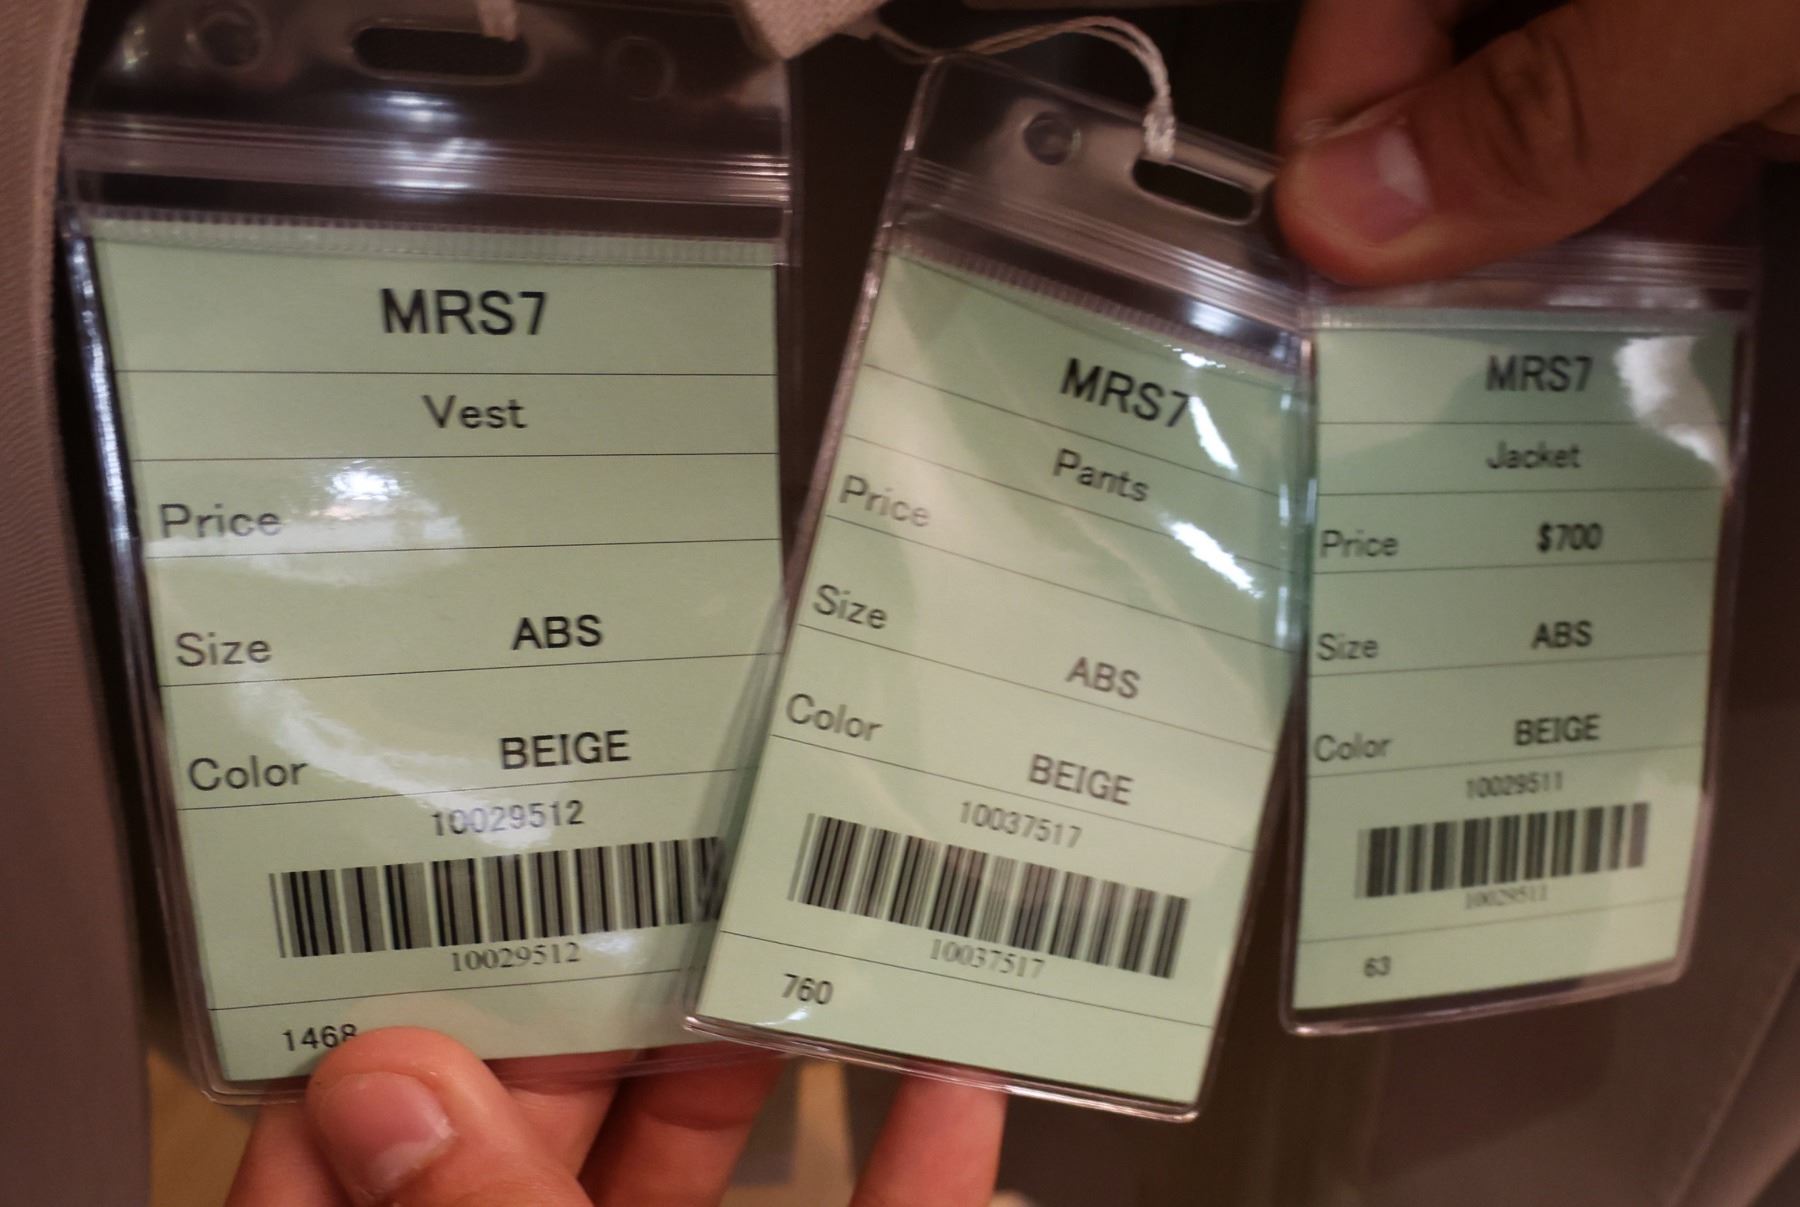 MRS7
Vest
Price
Size ABS
Color BEIGE
10029512
10029512
1468
MRS7
Pants
Price
Size ABS
Color BEIGE
10037517
10037517
760
MRS7
Jacket
Price $700
Size ABS
Color BEIGE
10029511
10029511
63